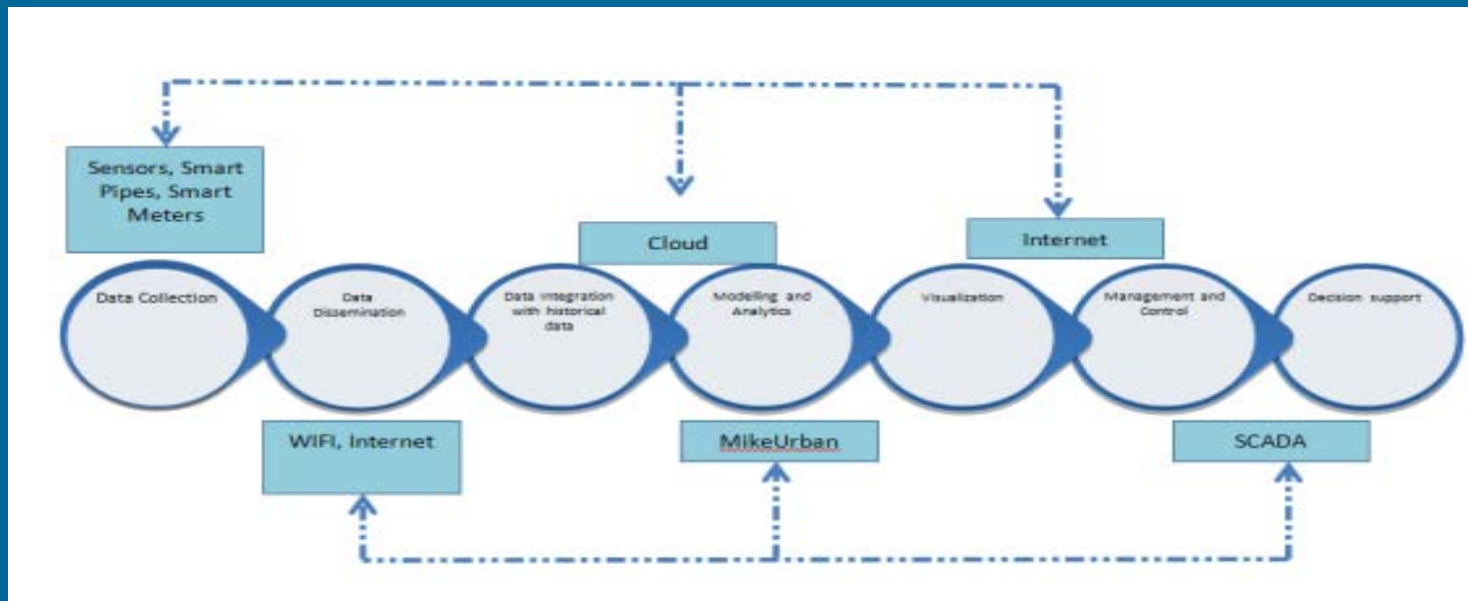 Sensors, Smart
Pipes, Smart
Meters
Cloud
Internet
Data Collection
Data
Dissemination
Data Integration
with historical
data
Modelling and
Analytics
Visualization
Management and
Control
Decision support
WIFI, Internet
MikeUrban
SCADA